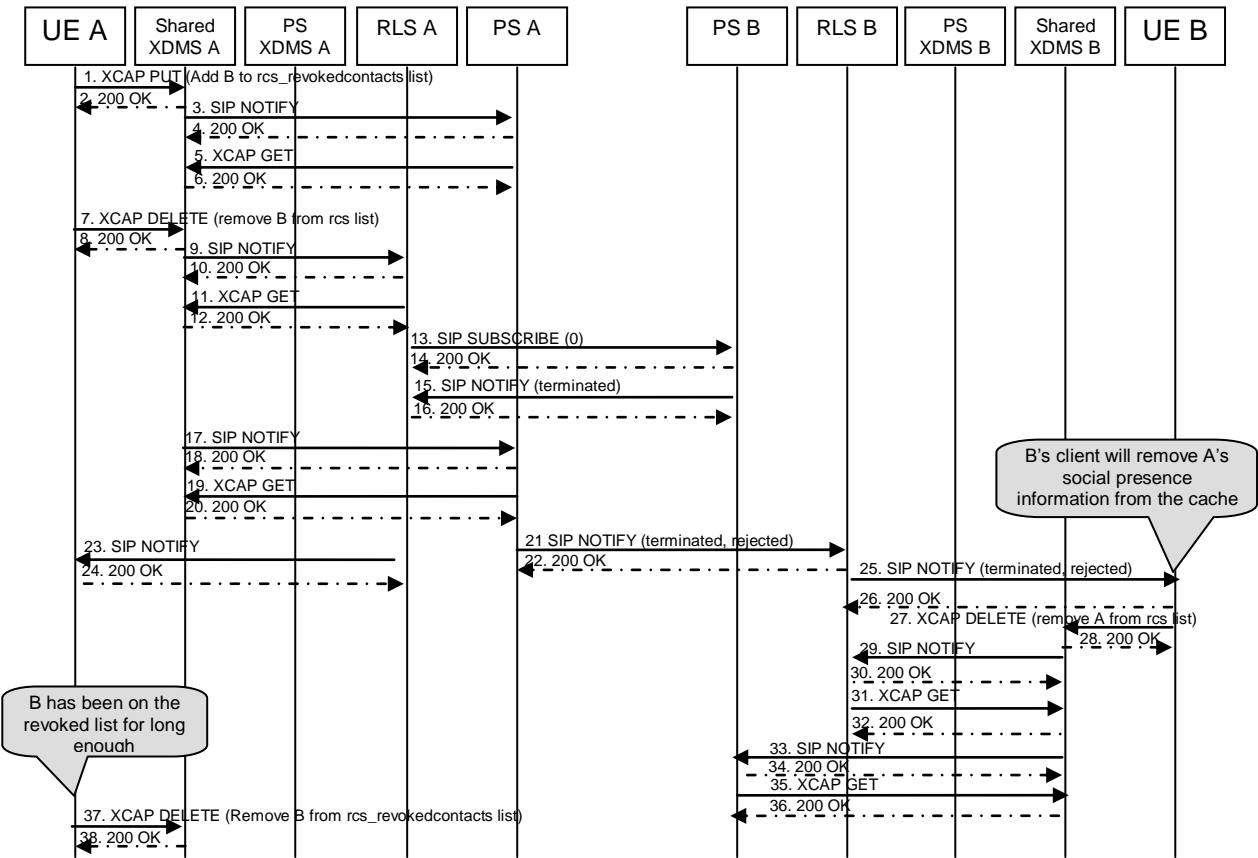 UE A
Shared
XDMS A
PS
XDMS A
RLS A
PS A
PS B
RLS B
PS
XDMS B
Shared
XDMS B
UE B
1. XCAP PUT (Add B to rcs_revokedcontacts list)
2. 200 OK
3. SIP NOTIFY
4. 200 OK
5. XCAP GET
6. 200 OK
7. XCAP DELETE (remove B from rcs list)
8. 200 OK
9. SIP NOTIFY
10. 200 OK
11. XCAP GET
12. 200 OK
13. SIP SUBSCRIBE (0)
14. 200 OK
15. SIP NOTIFY (terminated)
16. 200 OK
17. SIP NOTIFY
18. 200 OK
19. XCAP GET
20. 200 OK
B's client will remove A's
social presence
information from the cache
21 SIP NOTIFY (terminated, rejected)
22. 200 OK
23. SIP NOTIFY
24. 200 OK
25. SIP NOTIFY (terminated, rejected)
26. 200 OK
27. XCAP DELETE (remove A from rcs list)
28. 200 OK
29. SIP NOTIFY
30. 200 OK
31. XCAP GET
32. 200 OK
B has been on the
revoked list for long
enough
33. SIP NOTIFY
34. 200 OK
35. XCAP GET
36. 200 OK
37. XCAP DELETE (Remove B from rcs_revokedcontacts list)
38. 200 OK